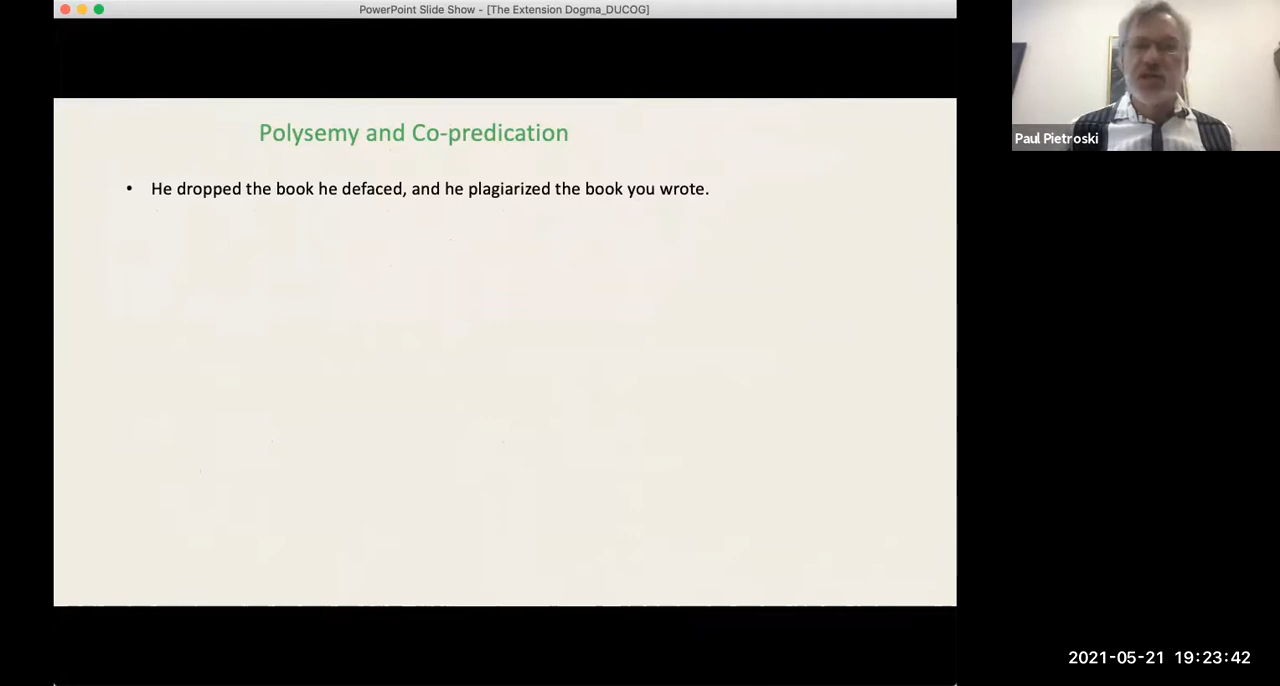 PowerPoint Slide Show - [The Extension Dogma_DUCOG]
Polysemy and Co-predication
• He dropped the book he defaced, and he plagiarized the book you wrote.
Paul Pietroski
2021-05-21 19:23:42